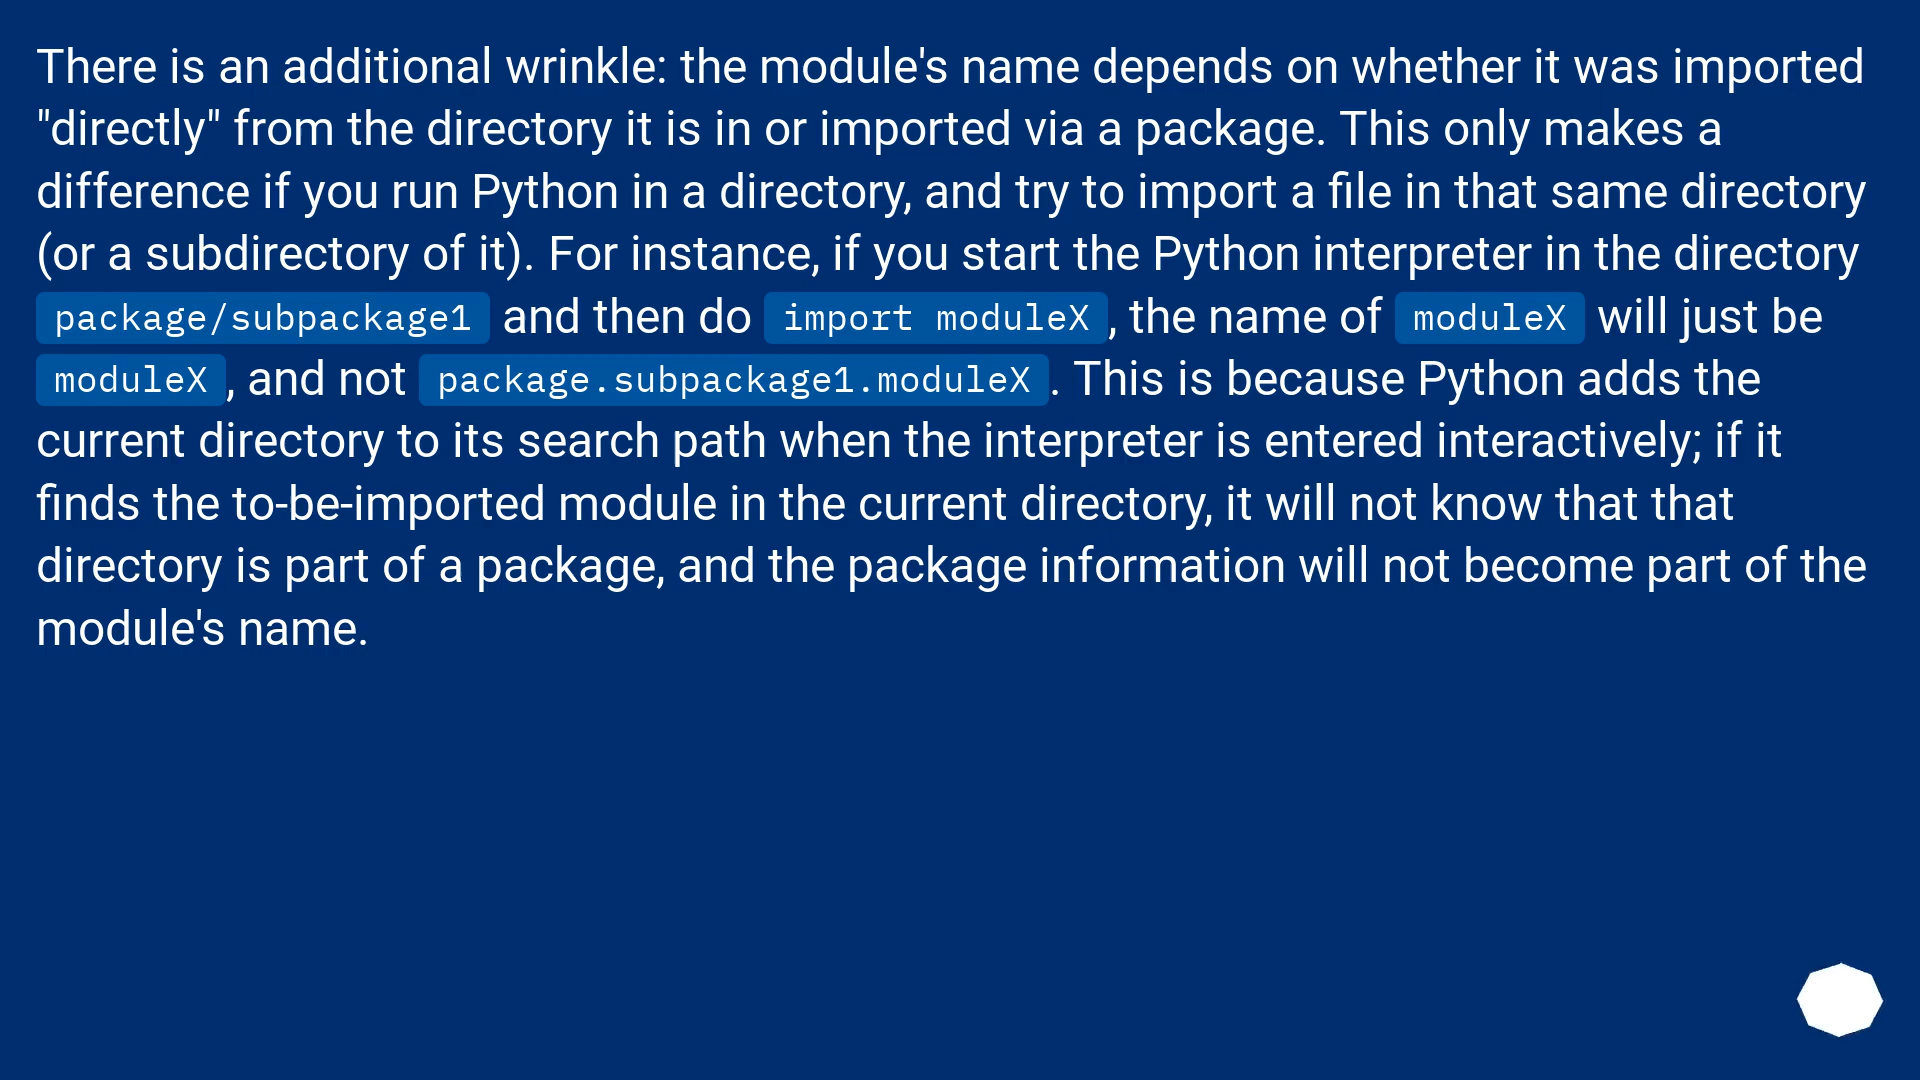 There is an additional wrinkle: the module's name depends on whether it was imported
"directly" from the directory it is in or imported via a package. This only makes a
difference if you run Python in a directory, and try to import a file in that same directory
(or a subdirectory of it). For instance, if you start the Python interpreter in the directory
package/subpackage1 and then do import moduleX, the name of moduleX will just be
moduleX, and not package.subpackage1.moduleX. This is because Python adds the
current directory to its search path when the interpreter is entered interactively; if it
finds the to-be-imported module in the current directory, it will not know that that
directory is part of a package, and the package information will not become part of the
module's name.